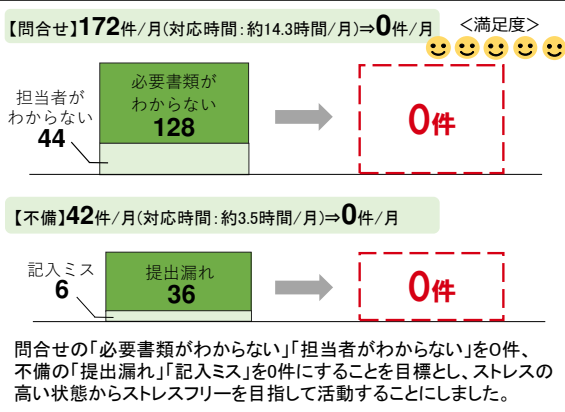 【問合せ】172件/月(対応時間:約14.3時間/月)⇒0件/月
<満足度>
担当者が
わからない
44
必要書類が
わからない
128
0件
【不備】42件/月(対応時間:約3.5時間/月)⇒0件/月
記入ミス
6
提出漏れ
36
0件
問合せの「必要書類がわからない」「担当者がわからない」を0件、
不備の「提出漏れ」「記入ミス」を0件にすることを目標とし、ストレスの
高い状態からストレスフリーを目指して活動することにしました。